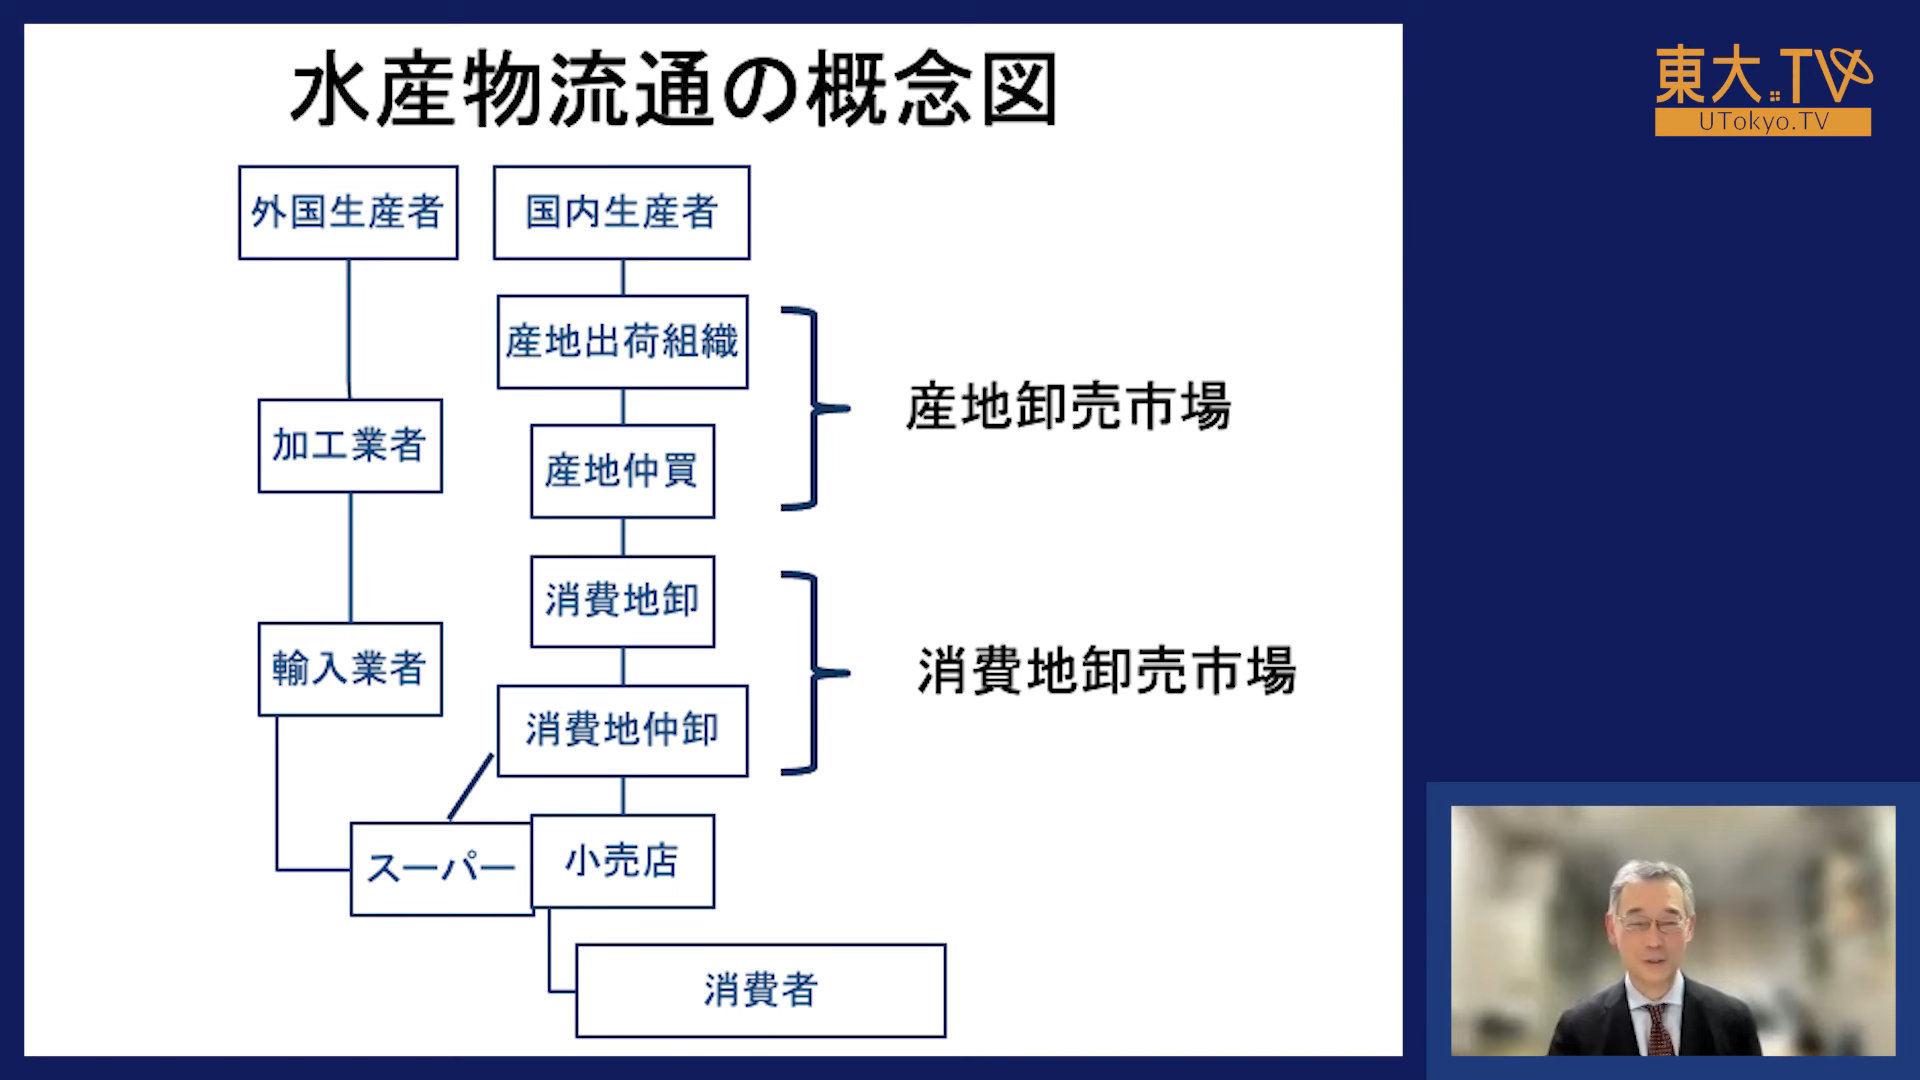 水産物流通の概念図
外国生産者
国内生産者
産地出荷組織
産地卸売市場
加工業者
産地仲買
消費地卸
輸入業者
消費地卸売市場
消費地仲卸
スーパー
小売店
消費者
東大TV
UTokyo.TV